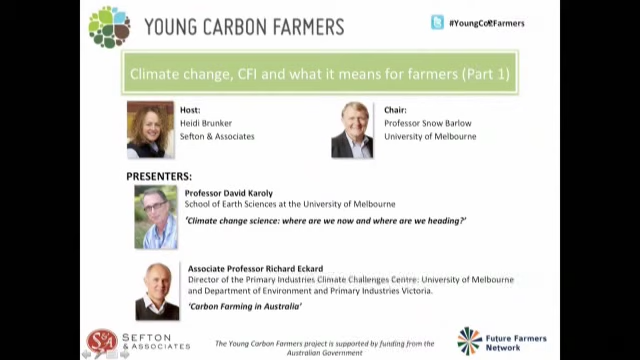 YOUNG CARBON FARMERS
#YoungCo2Farmers
Climate change, CFI and what it means for farmers (Part 1)
Host:
Heidi Brunker
Sefton & Associates
Chair:
Professor Snow Barlow
University of Melbourne
PRESENTERS:
Professor David Karoly
School of Earth Sciences at the University of Melbourne
'Climate change science: where are we now and where are we heading?'
Associate Professor Richard Eckard
Director of the Primary Industries Climate Challenges Centre: University of Melbourne
and Department of Environment and Primary Industries Victoria.
'Carbon Farming in Australia'
S&A
SEFTON
& ASSOCIATES
The Young Carbon Farmers project is supported by funding from the
Australian Government
Future Farmers
Network